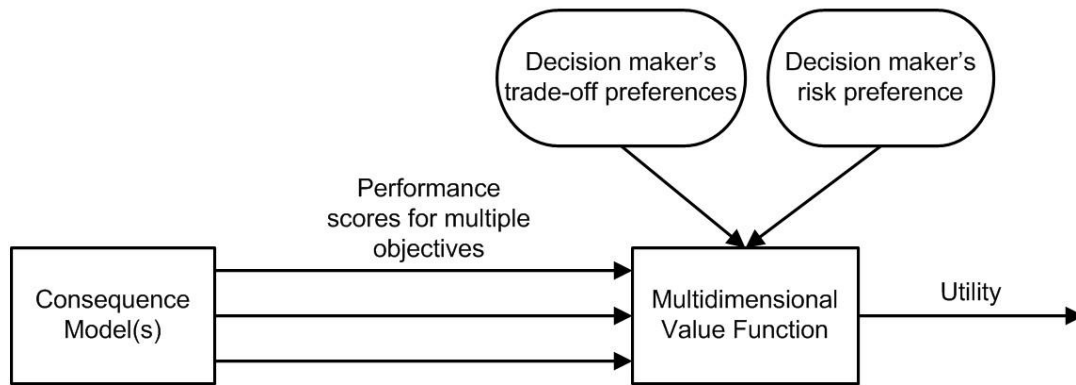 Decision maker’s
trade-off preferences
Decision maker’s
risk preference
Performance
scores for multiple
objectives
Consequence
Model(s)
Multidimensional
Value Function
Utility